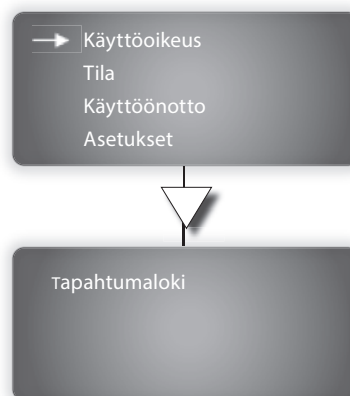 Käyttöoikeus
Tila
Käyttöönotto
Asetukset
Tapahtumaloki